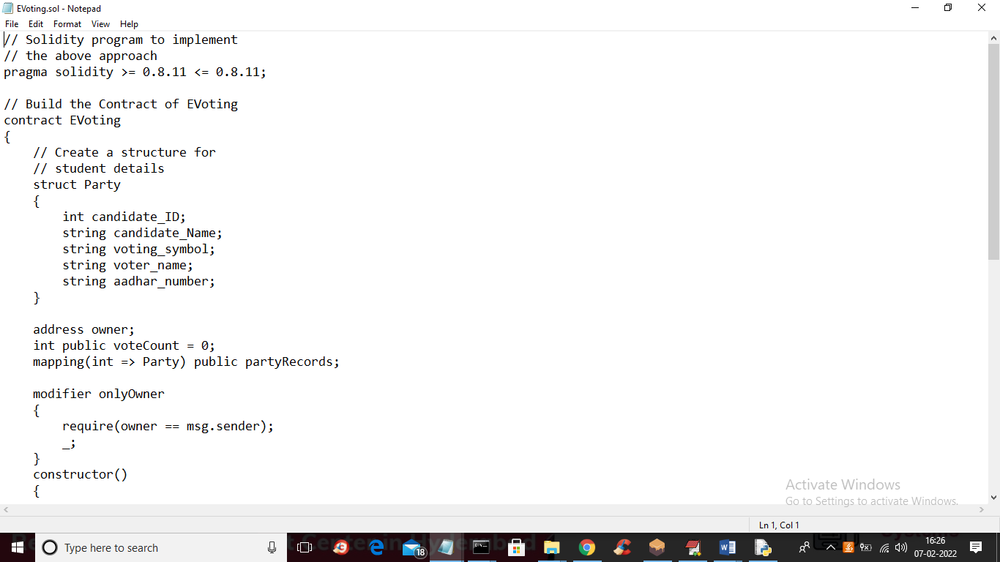 EVoting.sol - Notepad
File Edit Format View Help
// Solidity program to implement
// the above approach
pragma solidity >= 0.8.11 <= 0.8.11;
// Build the Contract of EVoting
contract EVoting
{
// Create a structure for
// student details
struct Party
{
int candidate_ID;
string candidate_Name;
string voting_symbol;
string voter_name;
string aadhar_number;
}
address owner;
int public voteCount = 0;
mapping(int => Party) public partyRecords;
modifier onlyOwner
{
require(owner == msg.sender);
_;
}
constructor()
{
Activate Windows
Go to Settings to activate Windows.
Ln 1, Col 1
Type here to search
18
16:26
07-02-2022